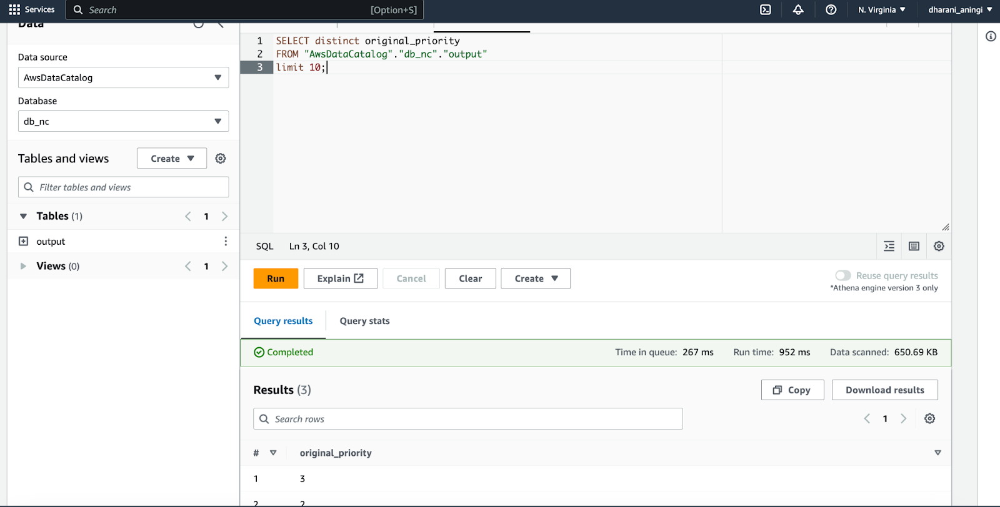 Services
Search
[Option+S]
N. Virginia
dharani_aningi
Data
Data source
AwsDataCatalog
Database
db_nc
Tables and views
Create
Filter tables and views
Tables (1)
1
output
Views (0)
1
1 SELECT distinct original_priority
2 FROM "AwsDataCatalog"."db_nc"."output"
3 limit 10;
SQL Ln 3, Col 10
Run
Explain
Cancel
Clear
Create
Reuse query results
*Athena engine version 3 only
Query results
Query stats
Completed
Time in queue: 267 ms
Run time: 952 ms
Data scanned: 650.69 KB
Results (3)
Copy
Download results
Search rows
1
# original_priority
1 3
2 2